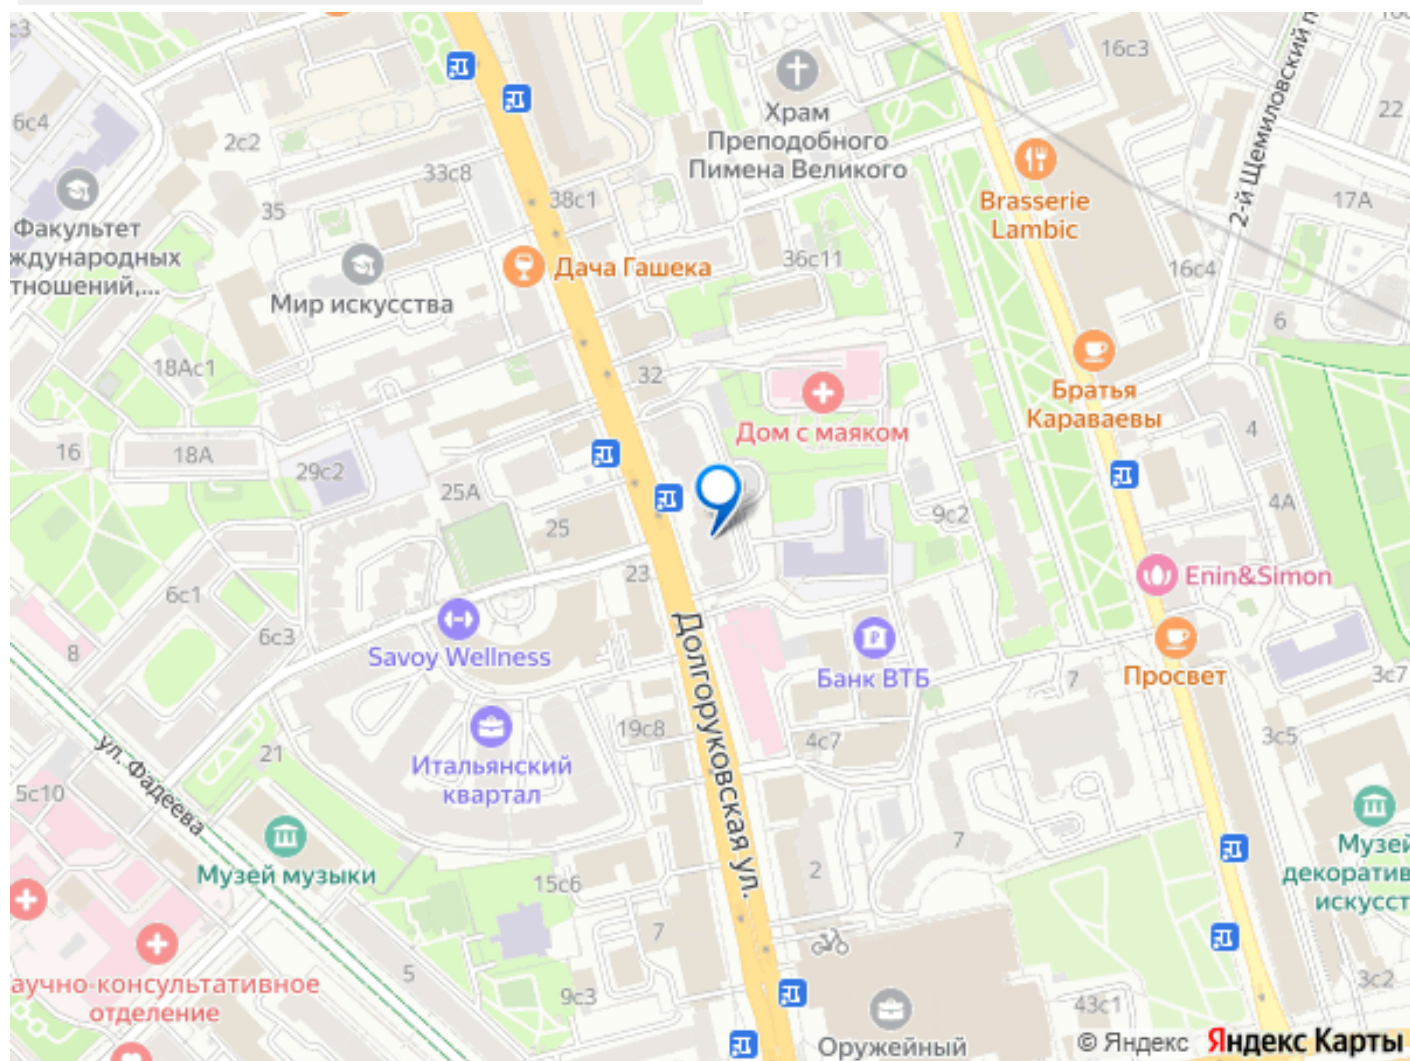 16с3
22
6с4
2с2
Храм
Преподобного
Пимена Великого
33с8
35
38с1
Brasserie
Lambic
2-й Щемиловский п
17А
Факультет
ждународных
тношений,...
Мир искусства
Дача Гашека
36с11
16с4
6
18Ас1
32
Дом с маяком
Братья
Караваевы
4
16
18А
29с2
25А
25
9с2
4А
23
Enin&Simon
6с1
6с3
8
Savoy Wellness
Долгоруковская ул.
Банк ВТБ
7
Просвет
3с7
19с8
4с7
3с5
21
ул. Фадеева
Итальянский
квартал
5с10
Музей музыки
15с6
2
7
Музей
декоратив
искусст
7
5
9с3
аучно-консультативное
отделение
43с1
3с2
Оружейный
© Яндекс Яндекс Карты